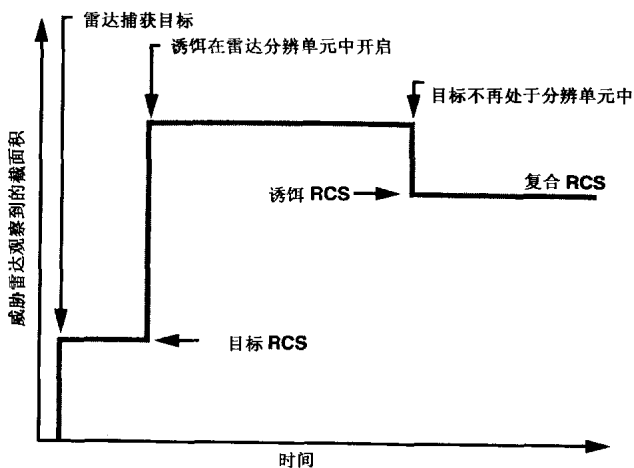 雷达捕获目标
诱饵在雷达分辨单元中开启
目标不再处于分辨单元中
威胁雷达观察到的截面积
诱饵 RCS
复合 RCS
目标 RCS
时间